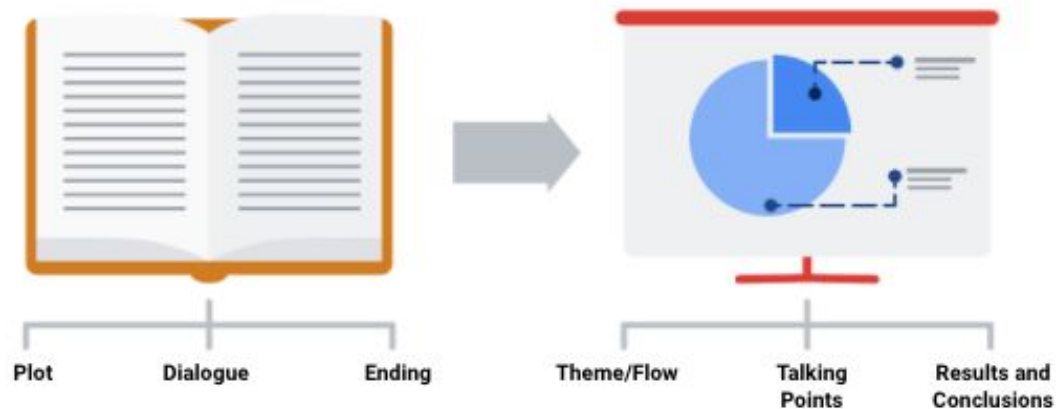 Plot
Dialogue
Ending
Theme/Flow
Talking
Points
Results and
Conclusions